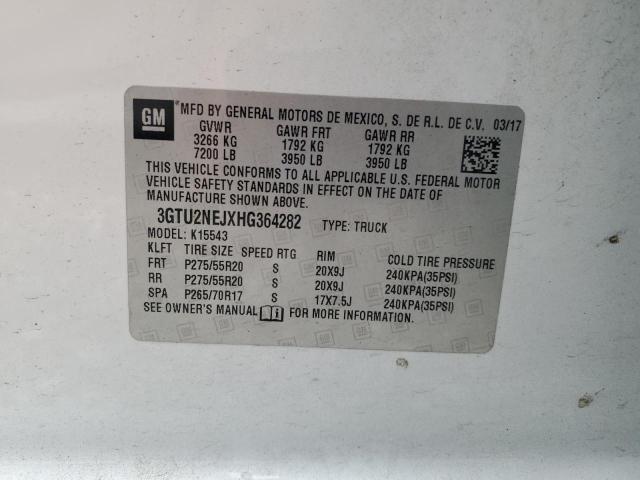 GM
*MFD BY GENERAL MOTORS DE MEXICO, S. DE R.L. DE C.V. 03/17
GVWR GAWR FRT GAWR RR
3266 KG 1792 KG 1792 KG
7200 LB 3950 LB 3950 LB
THIS VEHICLE CONFORMS TO ALL APPLICABLE U.S. FEDERAL MOTOR
VEHICLE SAFETY STANDARDS IN EFFECT ON THE DATE OF
MANUFACTURE SHOWN ABOVE.
3GTU2NEJXHG364282 TYPE: TRUCK
MODEL: K15543
KLFT TIRE SIZE SPEED RTG RIM COLD TIRE PRESSURE
FRT P275/55R20 S 20X9J 240KPA(35PSI)
RR P275/55R20 S 20X9J 240KPA(35PSI)
SPA P265/70R17 S 17X7.5J 240KPA(35PSI)
SEE OWNER'S MANUAL FOR MORE INFORMATION.